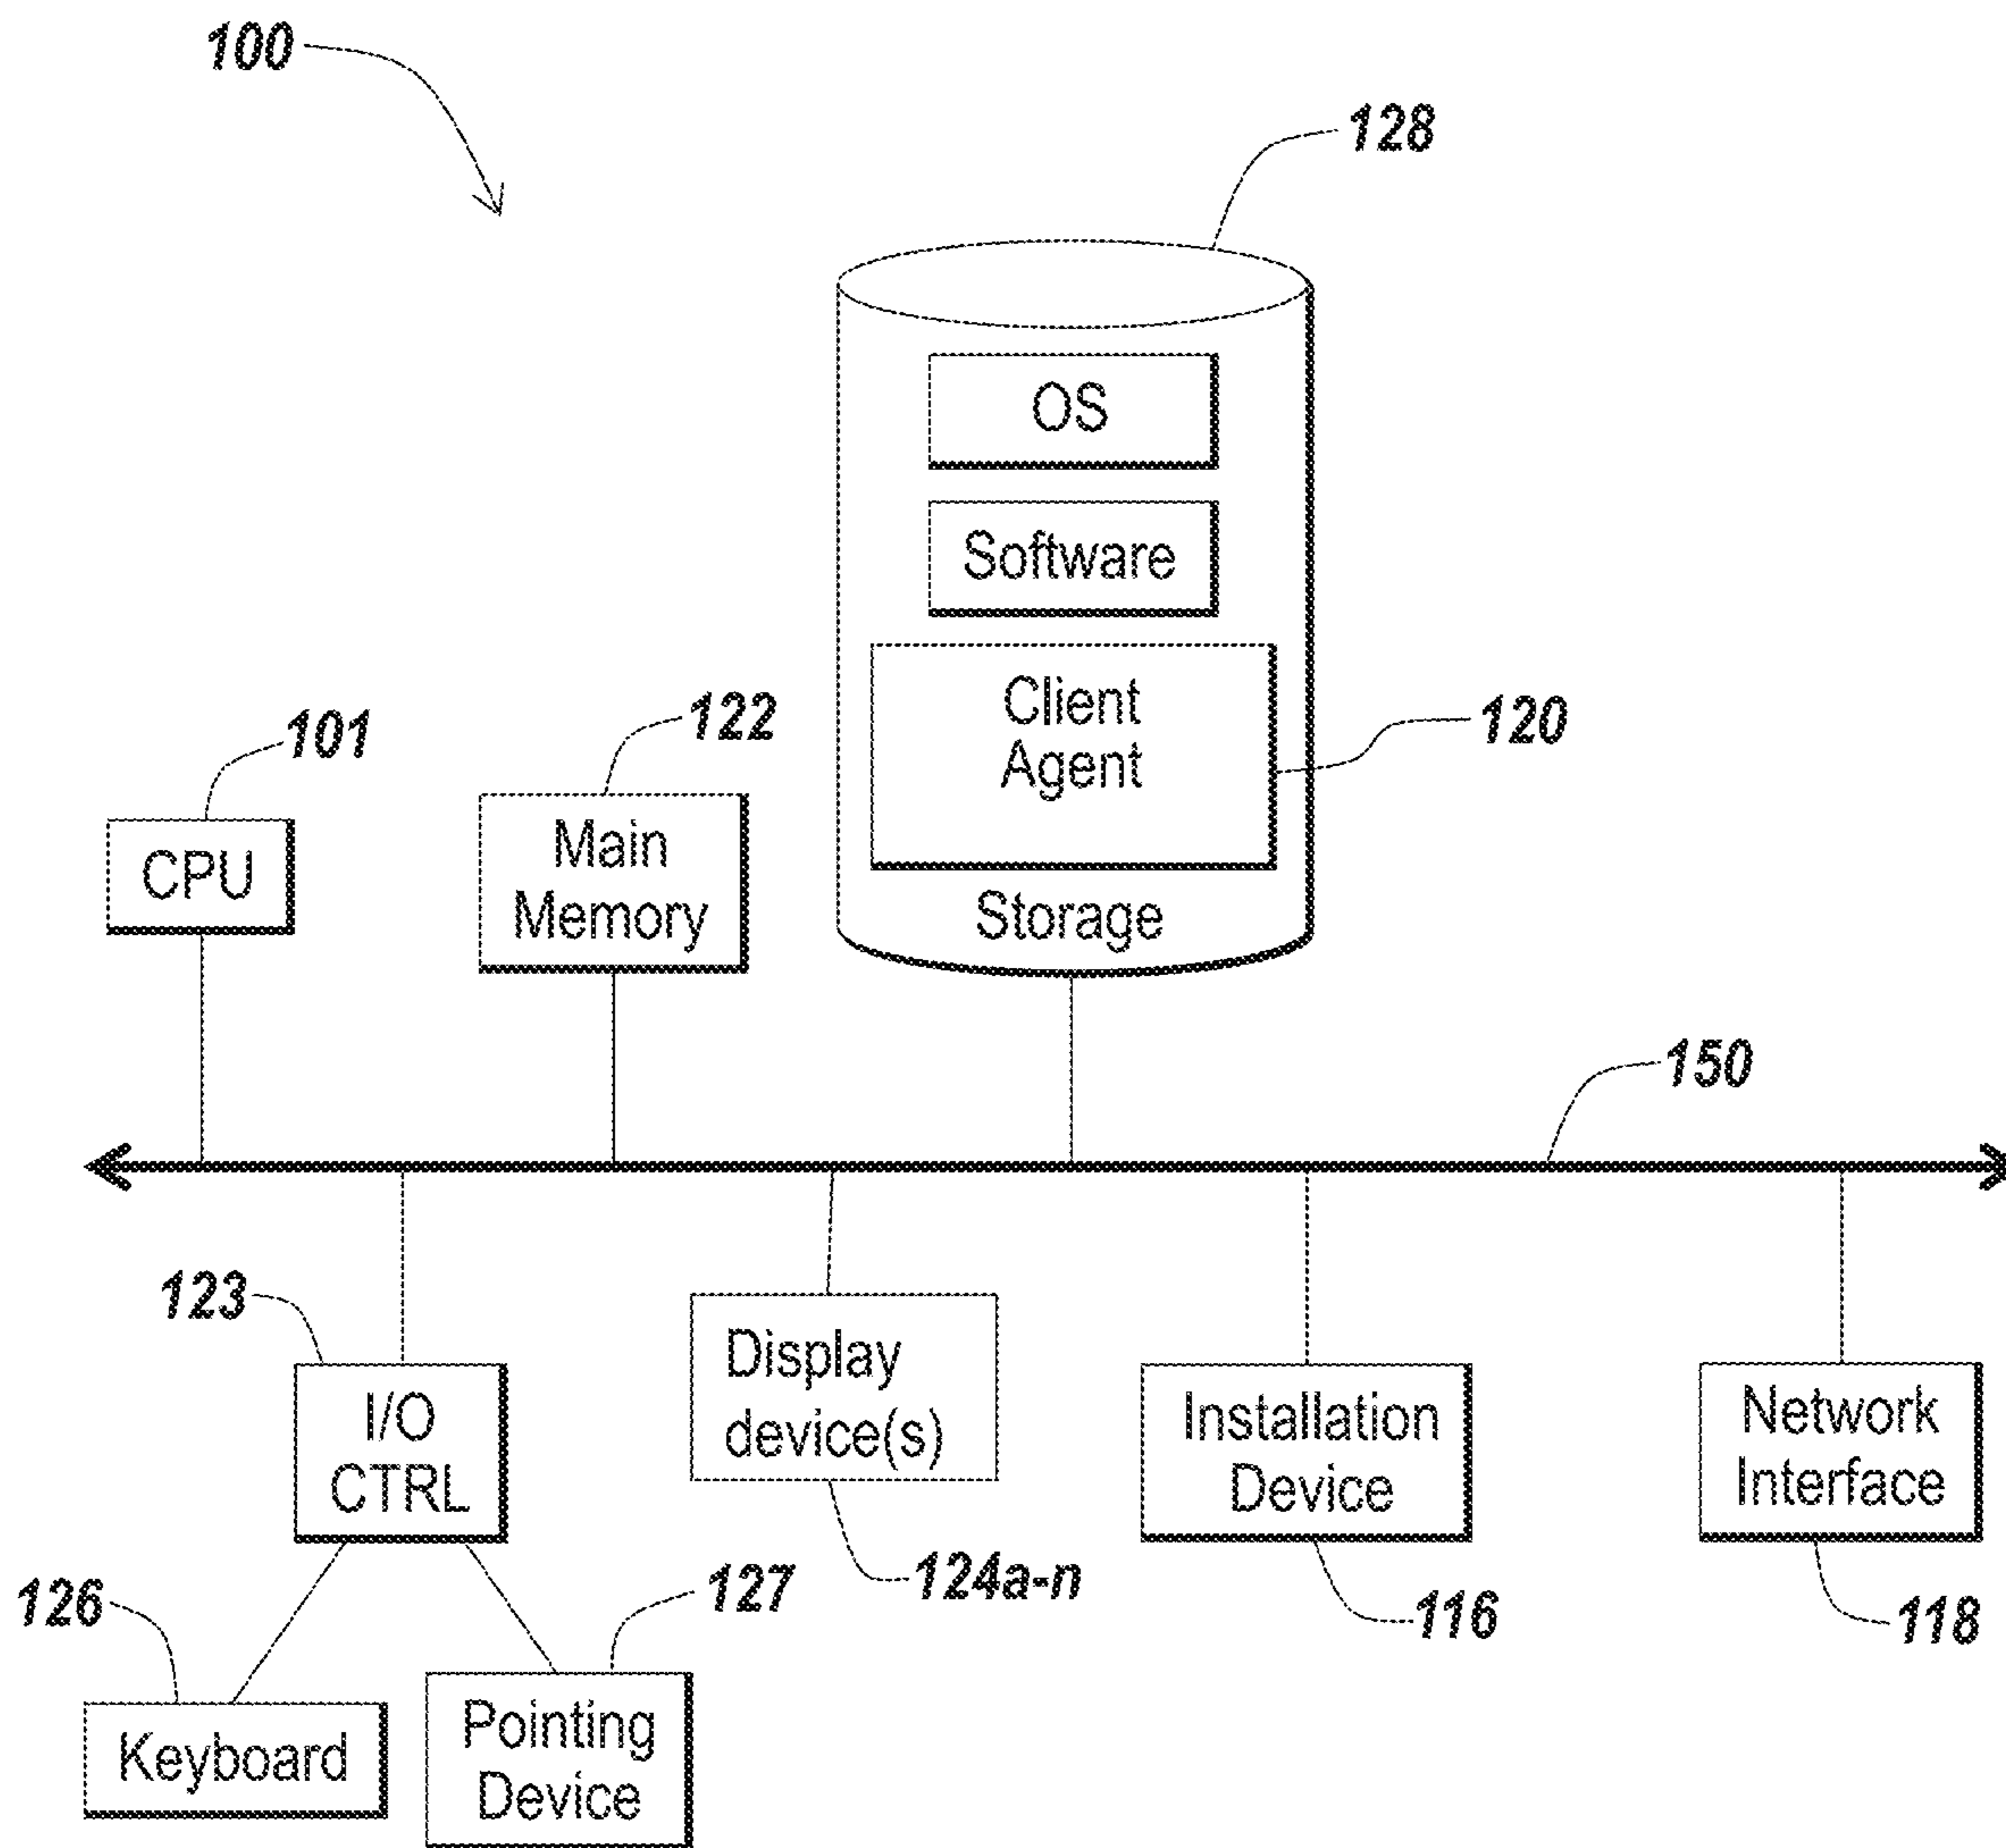 100
128
OS
Software
Client
Agent
120
Storage
101
CPU
122
Main
Memory
150
123
I/O
CTRL
Display
device(s)
124a-n
Installation
Device
116
Network
Interface
118
126
Keyboard
127
Pointing
Device